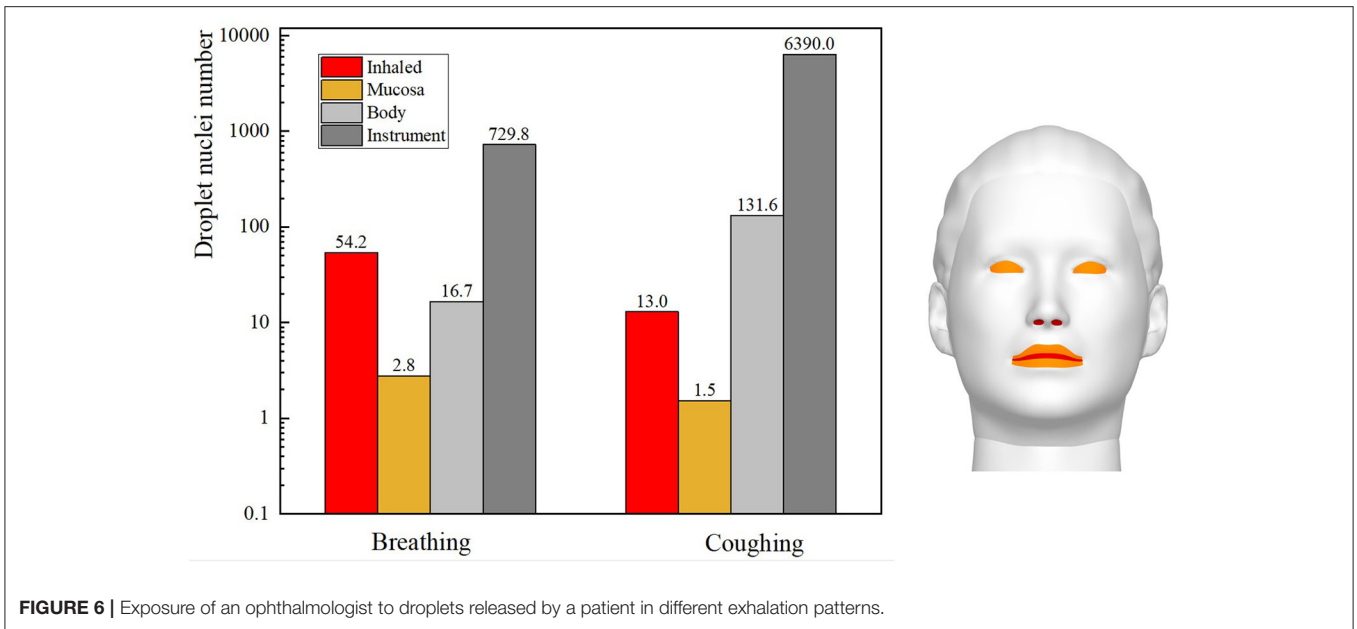 Droplet nuclei number
10000
1000
100
10
1
0.1
Inhaled
Mucosa
Body
Instrument
54.2
2.8
16.7
729.8
13.0
1.5
131.6
6390.0
Breathing
Coughing
FIGURE 6 | Exposure of an ophthalmologist to droplets released by a patient in different exhalation patterns.